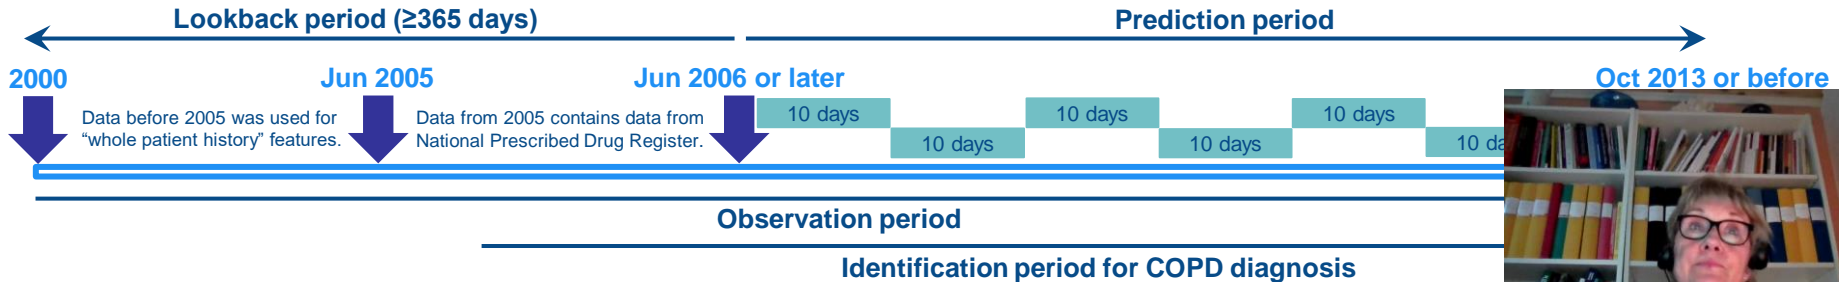 Lookback period (≥365 days)
Prediction period
2000
Jun 2005
Jun 2006 or later
Oct 2013 or before
Data before 2005 was used for
“whole patient history” features.
Data from 2005 contains data from
National Prescribed Drug Register.
10 days
10 days
10 days
10 days
10 days
10
Observation period
Identification period for COPD diagnosis